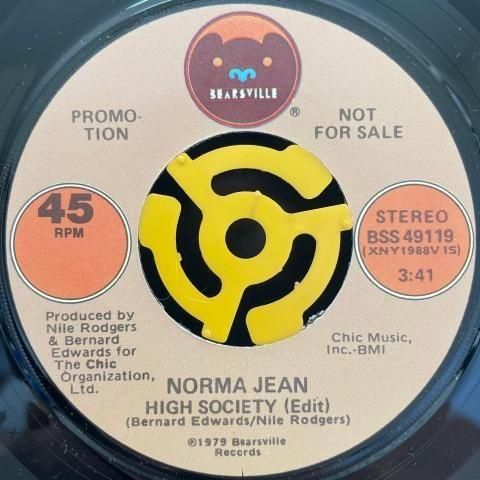 BEARSVILLE
®
PROMO-
TION
NOT
FOR SALE
45
RPM
STEREO
BSS 49119
(XNY1988V1S)
3:41
Produced by
Nile Rodgers
& Bernard
Edwards for
The Chic
Organization,
Ltd.
Chic Music,
Inc.-BMI
NORMA JEAN
HIGH SOCIETY (Edit)
(Bernard Edwards/Nile Rodgers)
℗1979 Bearsville
Records